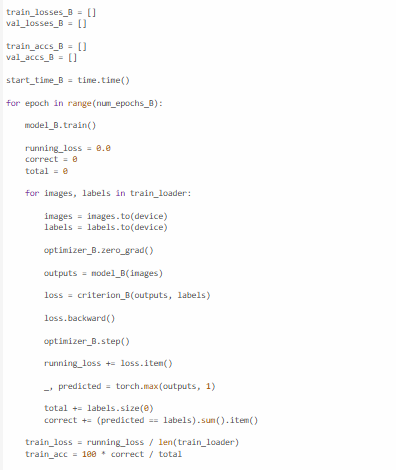 train_losses_B = []
val_losses_B = []
train_accs_B = []
val_accs_B = []
start_time_B = time.time()
for epoch in range(num_epochs_B):
    model_B.train()
    running_loss = 0.0
    correct = 0
    total = 0
    for images, labels in train_loader:
        images = images.to(device)
        labels = labels.to(device)
        optimizer_B.zero_grad()
        outputs = model_B(images)
        loss = criterion_B(outputs, labels)
        loss.backward()
        optimizer_B.step()
        running_loss += loss.item()
        _, predicted = torch.max(outputs, 1)
        total += labels.size(0)
        correct += (predicted == labels).sum().item()
    train_loss = running_loss / len(train_loader)
    train_acc = 100 * correct / total